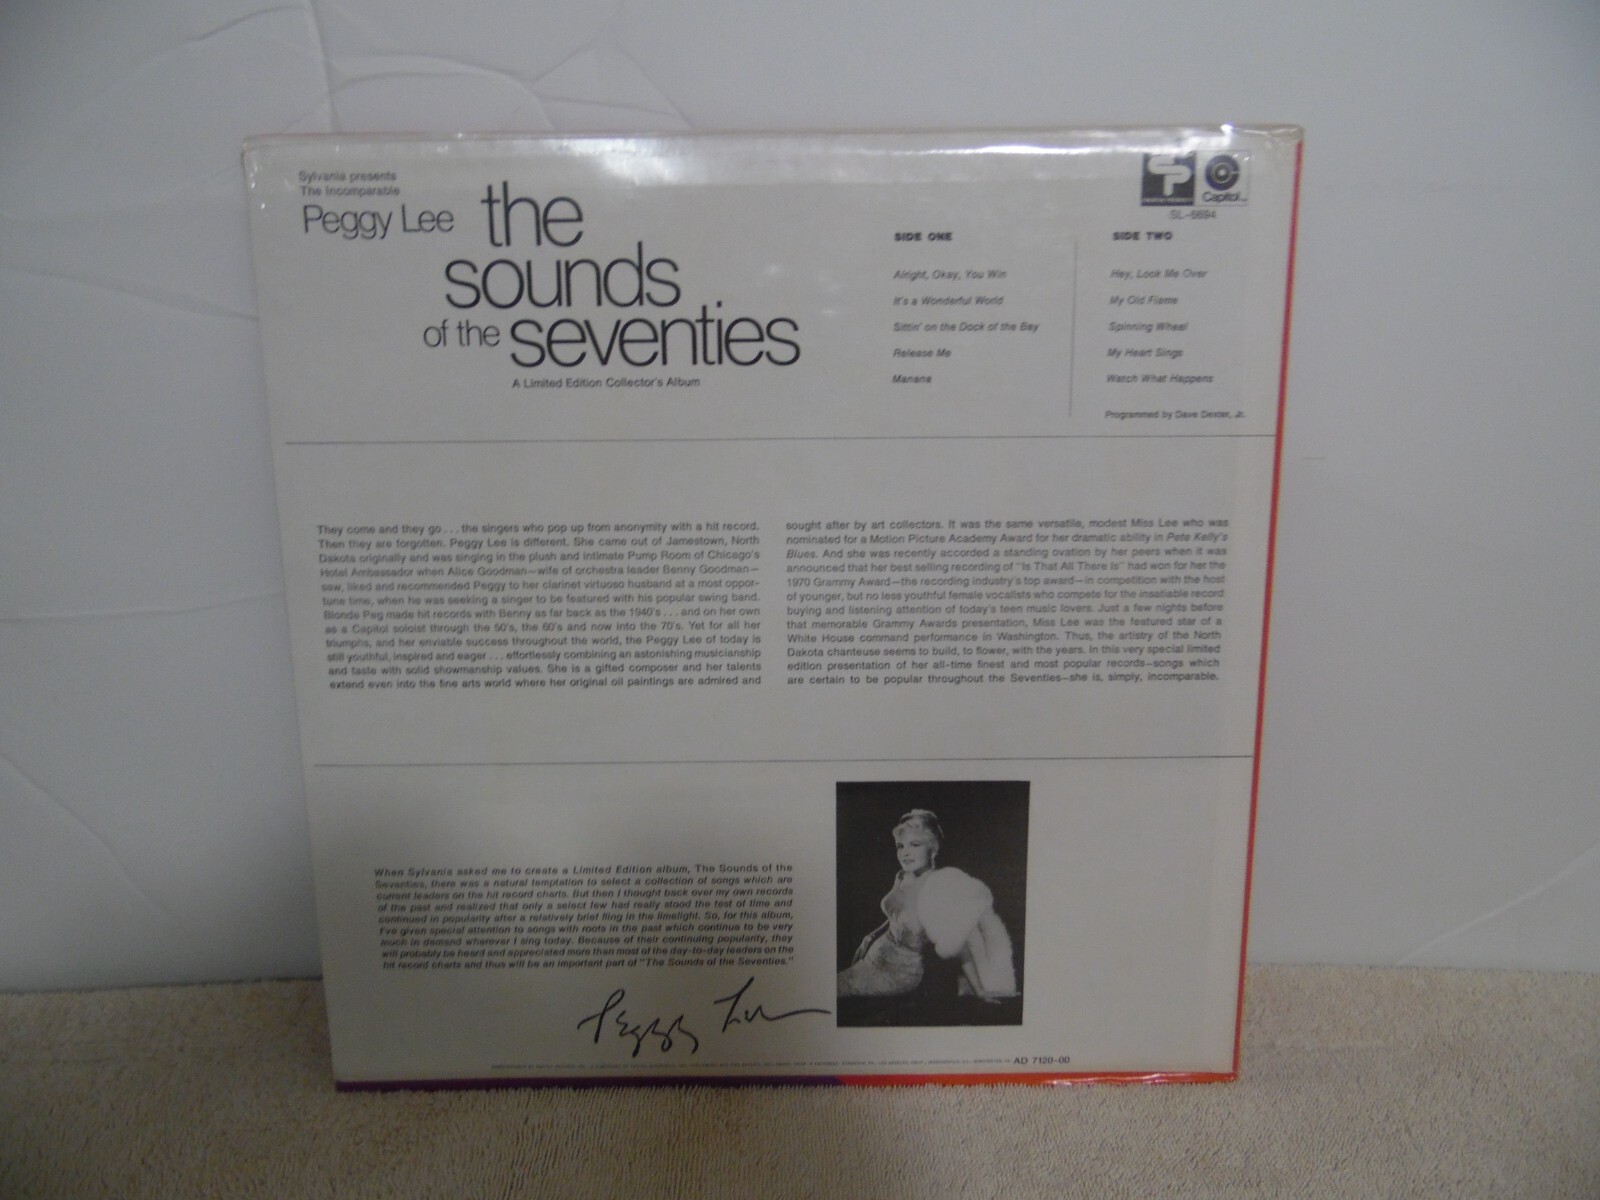 Sylvania presents
The Incomparable
Peggy Lee the
sounds
of the seventies
A Limited Edition Collector's Album
SP
Capitol
SL-6694
SIDE ONE
Alright, Okay, You Win
It's a Wonderful World
Sittin' on the Dock of the Bay
Release Me
Manana
SIDE TWO
Hey, Look Me Over
My Old Flame
Spinning Wheel
My Heart Sings
Watch What Happens
Programmed by Dave Dexter, Jr.
They come and they go . . . the singers who pop up from anonymity with a hit record.
Then they are forgotten. Peggy Lee is different. She came out of Jamestown, North
Dakota originally and was singing in the plush and intimate Pump Room of Chicago's
Hotel Ambassador when Alice Goodman—wife of orchestra leader Benny Goodman—
saw, liked and recommended Peggy to her clarinet virtuoso husband at a most oppor-
tune time, when he was seeking a singer to be featured with his popular swing band.
Blonde Peg made hit records with Benny as far back as the 1940's . . . and on her own
as a Capitol soloist through the 50's, the 60's and now into the 70's. Yet for all her
triumphs, and her enviable success throughout the world, the Peggy Lee of today is
still youthful, inspired and eager . . . effortlessly combining an astonishing musicianship
and taste with solid showmanship values. She is a gifted composer and her talents
extend even into the fine arts world where her original oil paintings are admired and
sought after by art collectors. It was the same versatile, modest Miss Lee who was
nominated for a Motion Picture Academy Award for her dramatic ability in Pete Kelly's
Blues. And she was recently accorded a standing ovation by her peers when it was
announced that her best selling recording of "Is That All There Is" had won for her the
1970 Grammy Award—the recording industry's top award—in competition with the host
of younger, but no less youthful female vocalists who compete for the insatiable record
buying and listening attention of today's teen music lovers. Just a few nights before
that memorable Grammy Awards presentation, Miss Lee was the featured star of a
White House command performance in Washington. Thus, the artistry of the North
Dakota chanteuse seems to build, to flower, with the years. In this very special limited
edition presentation of her all-time finest and most popular records—songs which
are certain to be popular throughout the Seventies—she is, simply, incomparable.
When Sylvania asked me to create a Limited Edition album, The Sounds of the
Seventies, there was a natural temptation to select a collection of songs which are
current leaders on the hit record charts. But then I thought back over my own records
of the past and realized that only a select few had really stood the test of time and
continued in popularity after a relatively brief fling in the limelight. So, for this album,
I've given special attention to songs with roots in the past which continue to be very
much in demand wherever I sing today. Because of their continuing popularity, they
will probably be heard and appreciated more than most of the day-to-day leaders on the
hit record charts and thus will be an important part of "The Sounds of the Seventies."
Peggy Lee
AD 7120-00